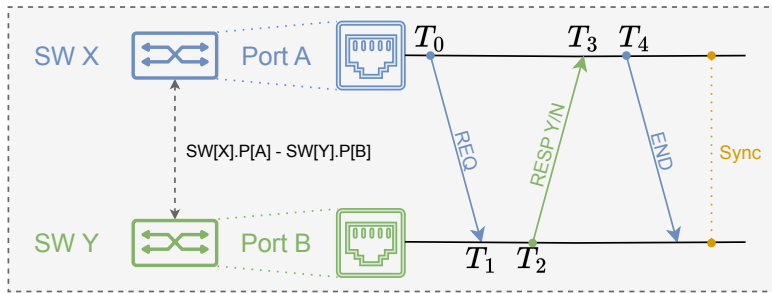 SW X
Port A
T0
T3
T4
REQ
RESP Y/N
END
SW[X].P[A] - SW[Y].P[B]
Sync
SW Y
Port B
T1
T2